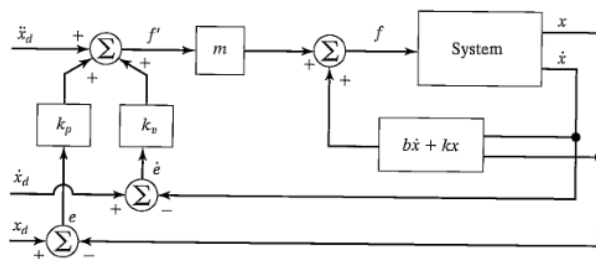 ẍ_d
+
+
Σ
+
+
f'
m
+
Σ
+
f
System
x
ẋ
k_p
k_v
bẋ + kx
ė
ẋ_d
+
Σ
−
e
x_d
+
Σ
−